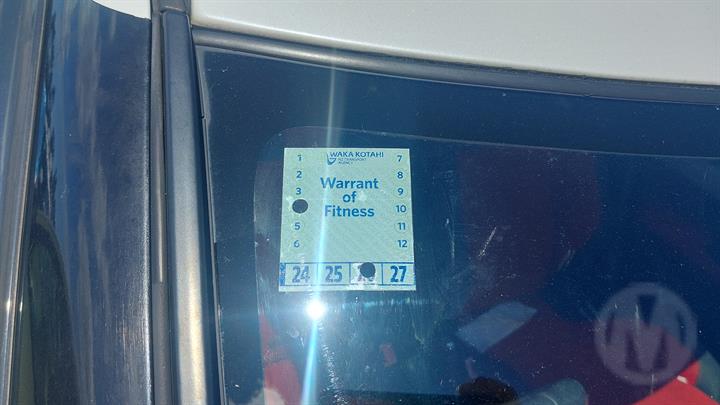 WAKA KOTAHI
NZ TRANSPORT
AGENCY
1 7
2 8
3 9
10
5 11
6 12
Warrant
of
Fitness
24 25 27
M